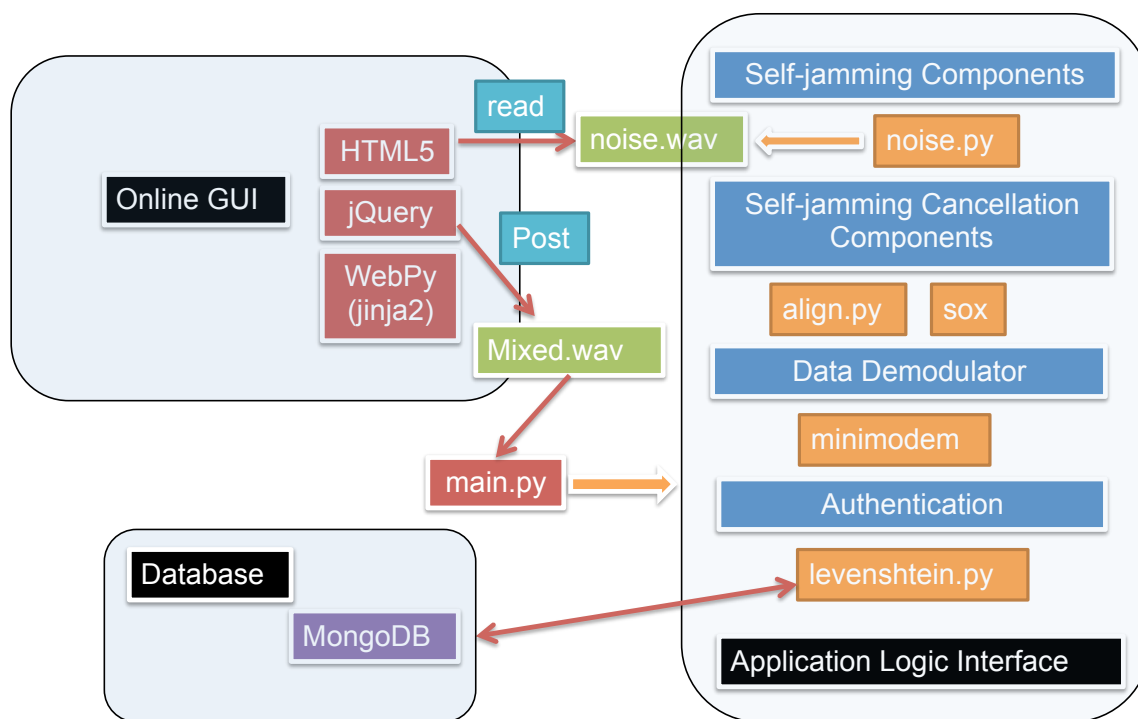 Self-jamming Components
read
noise.wav
noise.py
HTML5
Online GUI
jQuery
Self-jamming Cancellation
Components
Post
WebPy
(jinja2)
align.py
sox
Mixed.wav
Data Demodulator
minimodem
main.py
Authentication
Database
levenshtein.py
MongoDB
Application Logic Interface